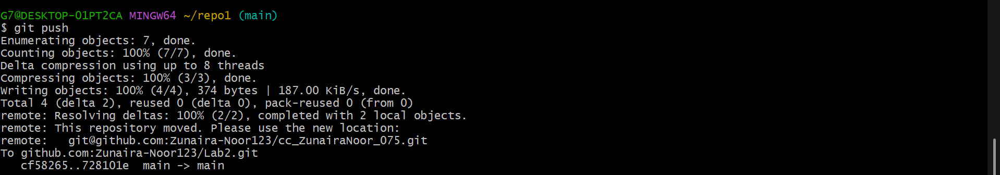 G7@DESKTOP-01PT2CA MINGW64 ~/repo1 (main)
$ git push
Enumerating objects: 7, done.
Counting objects: 100% (7/7), done.
Delta compression using up to 8 threads
Compressing objects: 100% (3/3), done.
Writing objects: 100% (4/4), 374 bytes | 187.00 KiB/s, done.
Total 4 (delta 2), reused 0 (delta 0), pack-reused 0 (from 0)
remote: Resolving deltas: 100% (2/2), completed with 2 local objects.
remote: This repository moved. Please use the new location:
remote:   git@github.com:Zunaira-Noor123/cc_ZunairaNoor_075.git
To github.com:Zunaira-Noor123/Lab2.git
   cf58265..728101e  main -> main